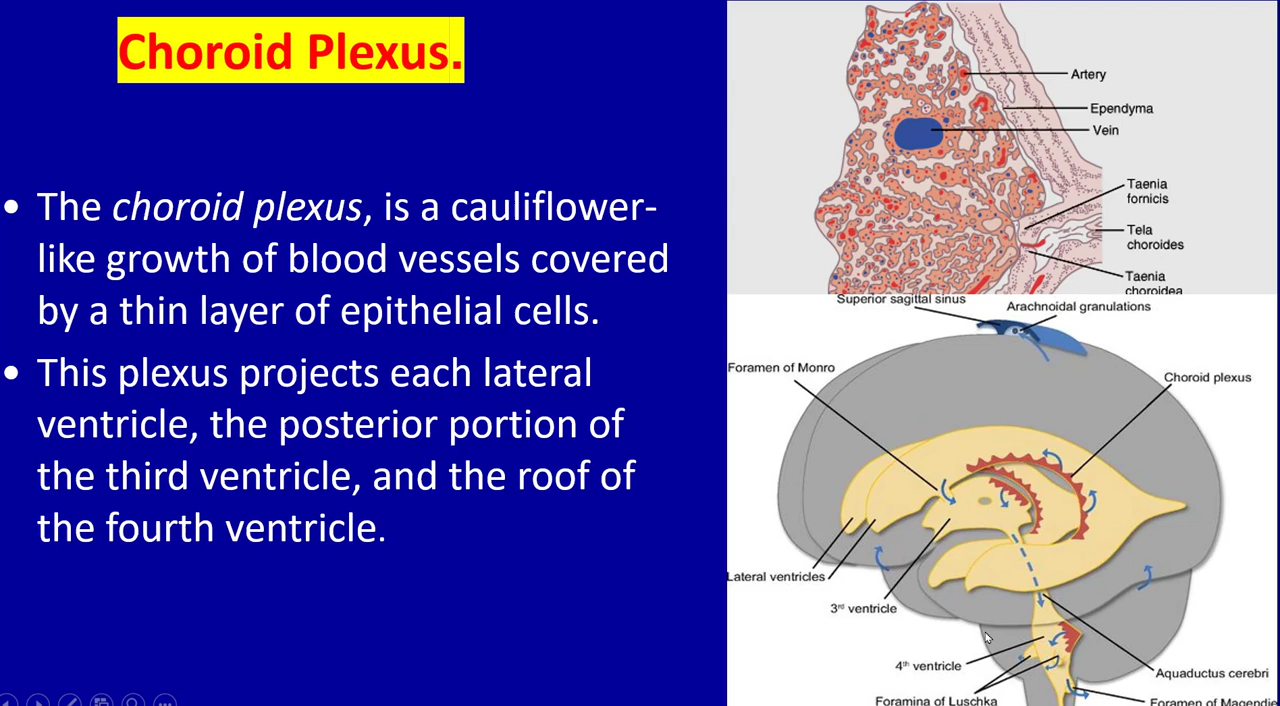 Choroid Plexus.
• The choroid plexus, is a cauliflower-
like growth of blood vessels covered
by a thin layer of epithelial cells.
• This plexus projects each lateral
ventricle, the posterior portion of
the third ventricle, and the roof of
the fourth ventricle.
Artery
Ependyma
Vein
Taenia
fornicis
Tela
choroides
Taenia
choroidea
Superior sagittal sinus
Arachnoidal granulations
Foramen of Monro
Choroid plexus
Lateral ventricles
3rd ventricle
4th ventricle
Aquaductus cerebri
Foramina of Luschka
Foramen of Magendie